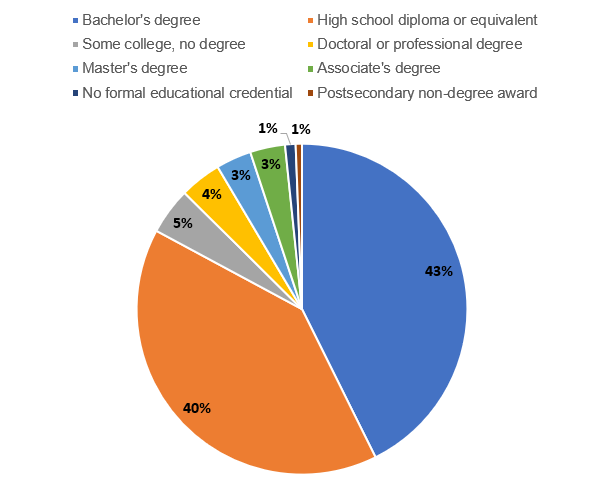 Bachelor's degree
High school diploma or equivalent
Some college, no degree
Doctoral or professional degree
Master's degree
Associate's degree
No formal educational credential
Postsecondary non-degree award
1%
1%
3%
3%
4%
5%
43%
40%